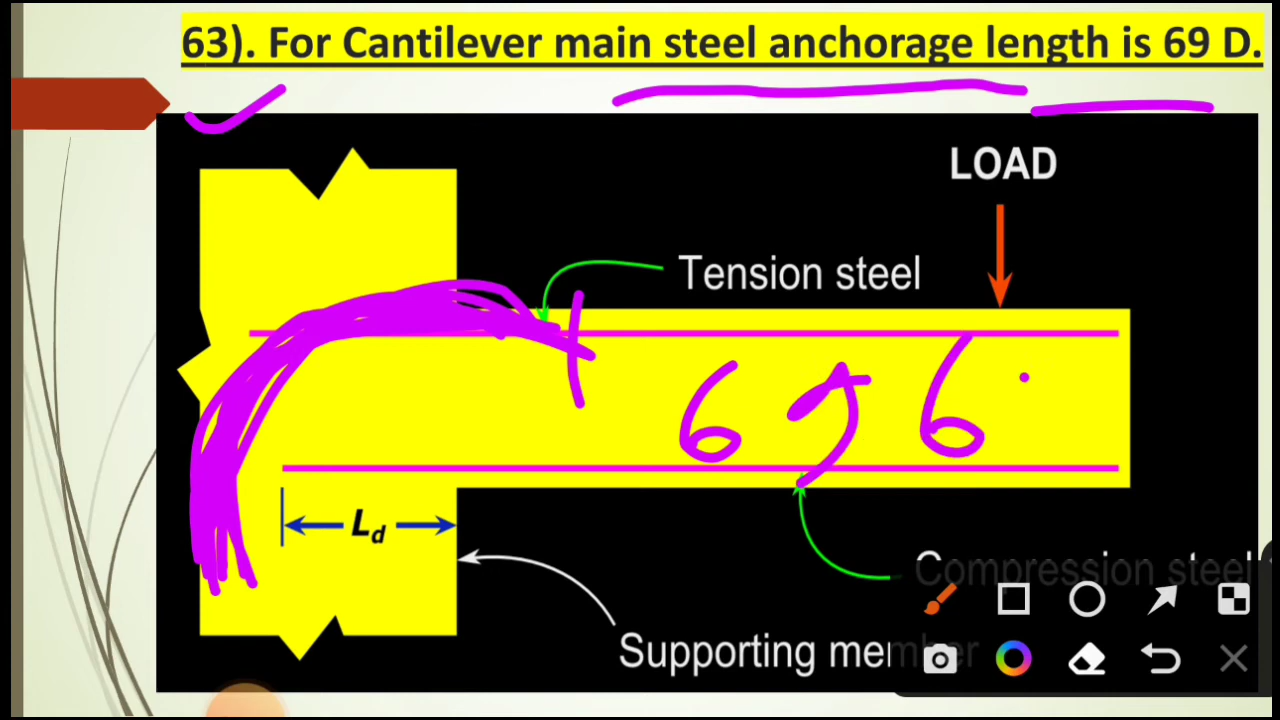 63). For Cantilever main steel anchorage length is 69 D.
LOAD
Tension steel
696
Ld
Compression steel
Supporting member